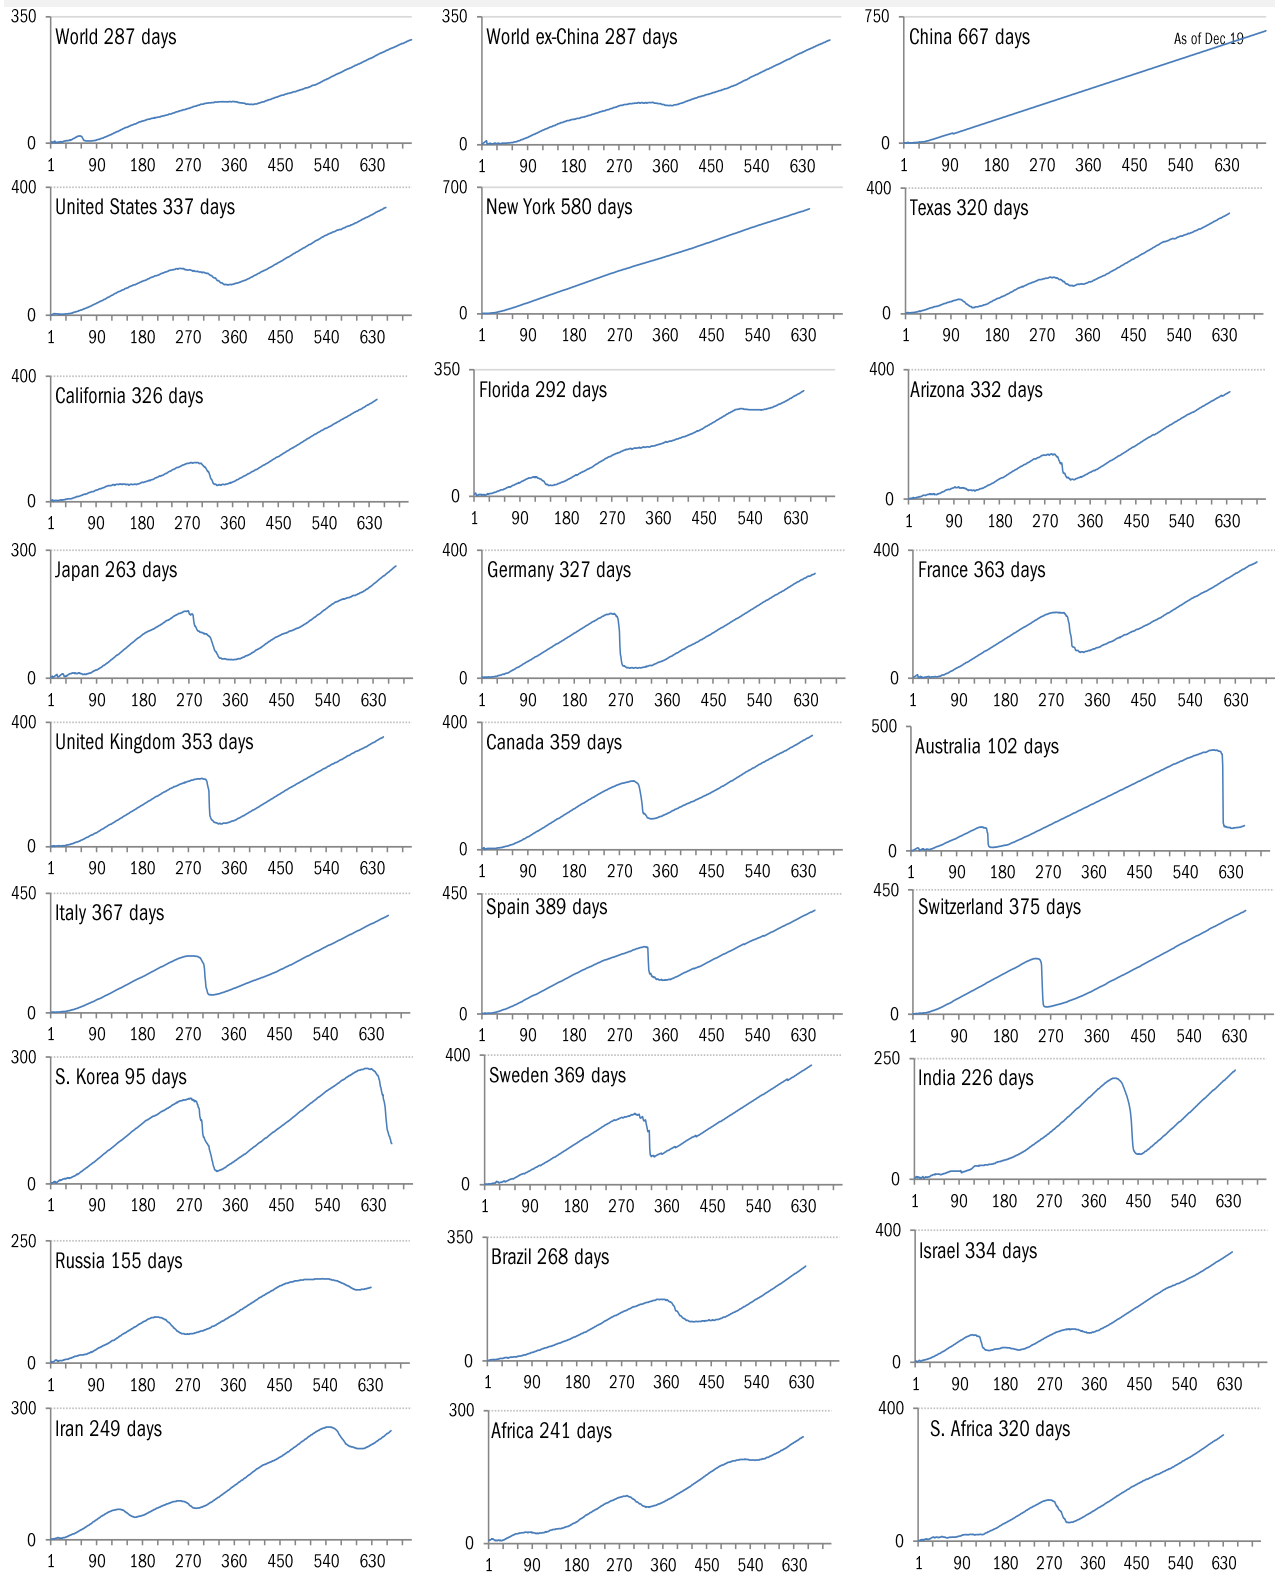 350
World 287 days
0
1 90 180 270 360 450 540 630
350
World ex-China 287 days
0
1 90 180 270 360 450 540 630
750
China 667 days
As of Dec 19
0
1 90 180 270 360 450 540 630
400
United States 337 days
0
1 90 180 270 360 450 540 630
700
New York 580 days
0
1 90 180 270 360 450 540 630
400
Texas 320 days
0
1 90 180 270 360 450 540 630
400
California 326 days
0
1 90 180 270 360 450 540 630
350
Florida 292 days
0
1 90 180 270 360 450 540 630
400
Arizona 332 days
0
1 90 180 270 360 450 540 630
300
Japan 263 days
0
1 90 180 270 360 450 540 630
400
Germany 327 days
0
1 90 180 270 360 450 540 630
400
France 363 days
0
1 90 180 270 360 450 540 630
400
United Kingdom 353 days
0
1 90 180 270 360 450 540 630
400
Canada 359 days
0
1 90 180 270 360 450 540 630
500
Australia 102 days
0
1 90 180 270 360 450 540 630
450
Italy 367 days
0
1 90 180 270 360 450 540 630
450
Spain 389 days
0
1 90 180 270 360 450 540 630
450
Switzerland 375 days
0
1 90 180 270 360 450 540 630
300
S. Korea 95 days
0
1 90 180 270 360 450 540 630
400
Sweden 369 days
0
1 90 180 270 360 450 540 630
250
India 226 days
0
1 90 180 270 360 450 540 630
250
Russia 155 days
0
1 90 180 270 360 450 540 630
350
Brazil 268 days
0
1 90 180 270 360 450 540 630
400
Israel 334 days
0
1 90 180 270 360 450 540 630
300
Iran 249 days
0
1 90 180 270 360 450 540 630
300
Africa 241 days
0
1 90 180 270 360 450 540 630
400
S. Africa 320 days
0
1 90 180 270 360 450 540 630